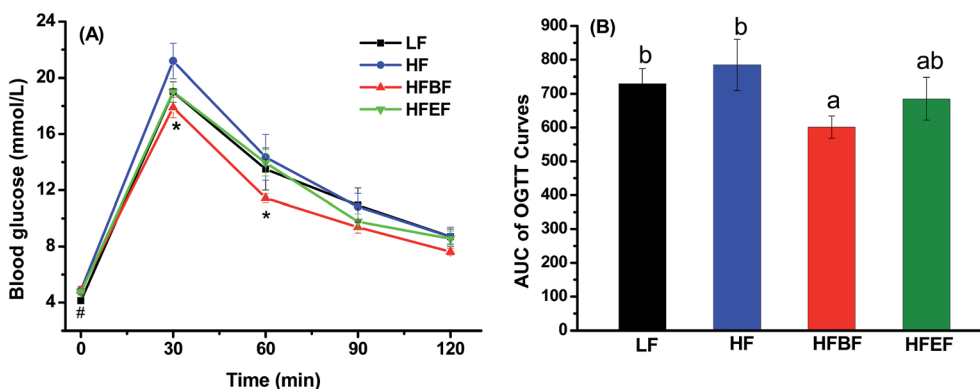 (A)
LF
HF
HFBF
HFEF
Blood glucose (mmol/L)
24
20
16
12
8
4
*
*
#
0 30 60 90 120
Time (min)
(B)
AUC of OGTT Curves
900
800
700
600
500
400
300
200
100
0
b b a ab
LF HF HFBF HFEF